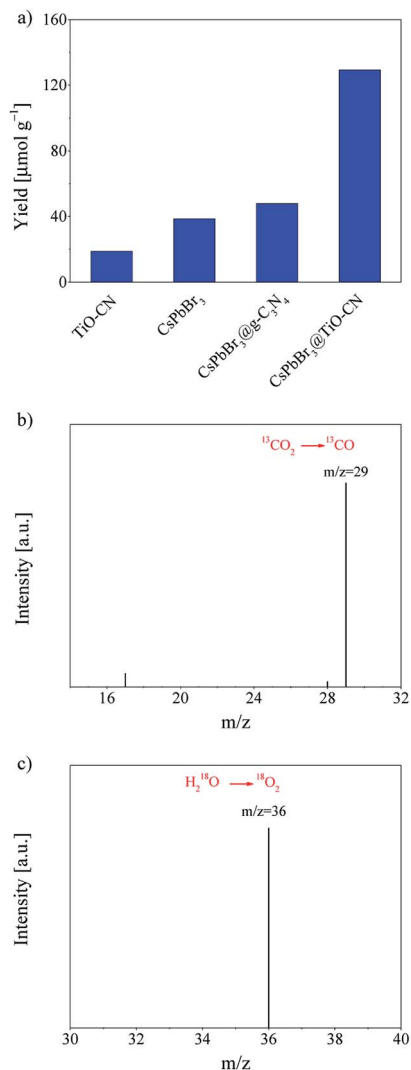 a)
160
120
80
40
0
Yield [μmol g⁻¹]
TiO-CN
CsPbBr₃
CsPbBr₃@g-C₃N₄
CsPbBr₃@TiO-CN
b)
¹³CO₂ → ¹³CO
m/z=29
Intensity [a.u.]
16 20 24 28 32
m/z
c)
H₂¹⁸O → ¹⁸O₂
m/z=36
Intensity [a.u.]
30 32 34 36 38 40
m/z